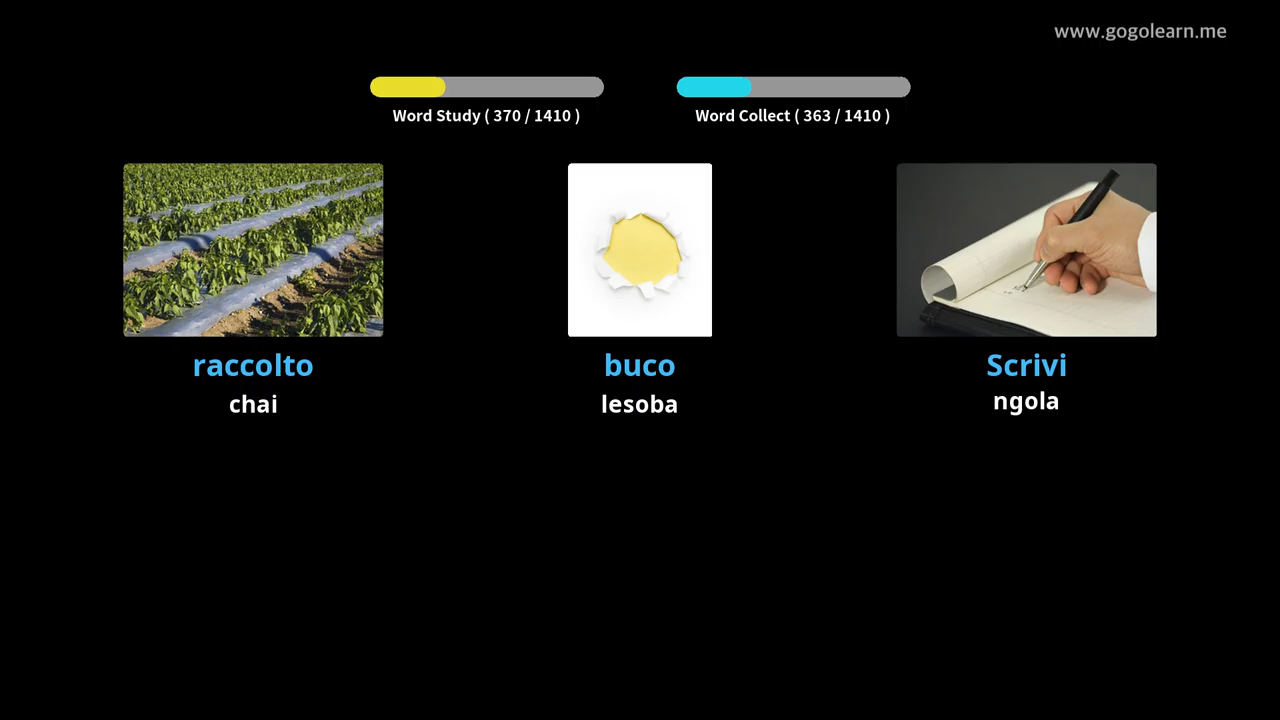 www.gogolearn.me
Word Study ( 370 / 1410 )
Word Collect ( 363 / 1410 )
raccolto
chai
buco
lesoba
Scrivi
ngola